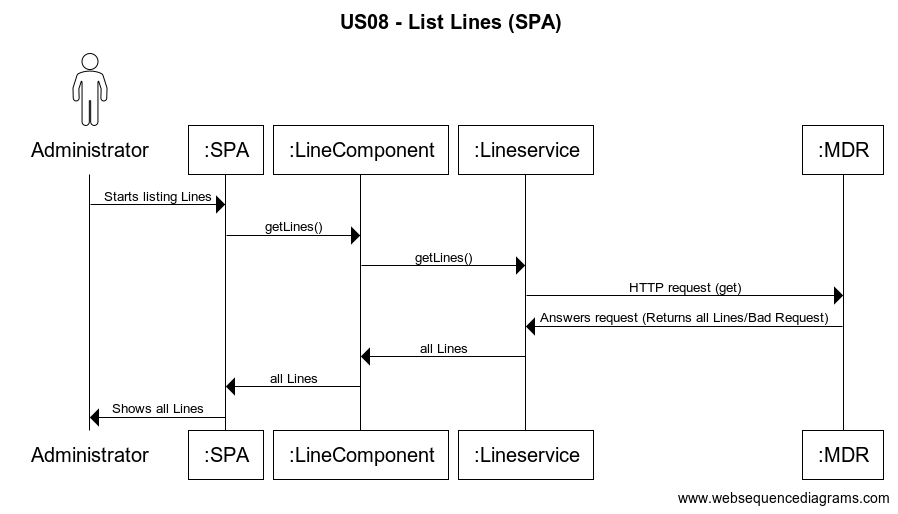 US08 - List Lines (SPA)
Administrator :SPA :LineComponent :Lineservice :MDR
Starts listing Lines
getLines()
getLines()
HTTP request (get)
Answers request (Returns all Lines/Bad Request)
all Lines
all Lines
Shows all Lines
Administrator :SPA :LineComponent :Lineservice :MDR
www.websequencediagrams.com